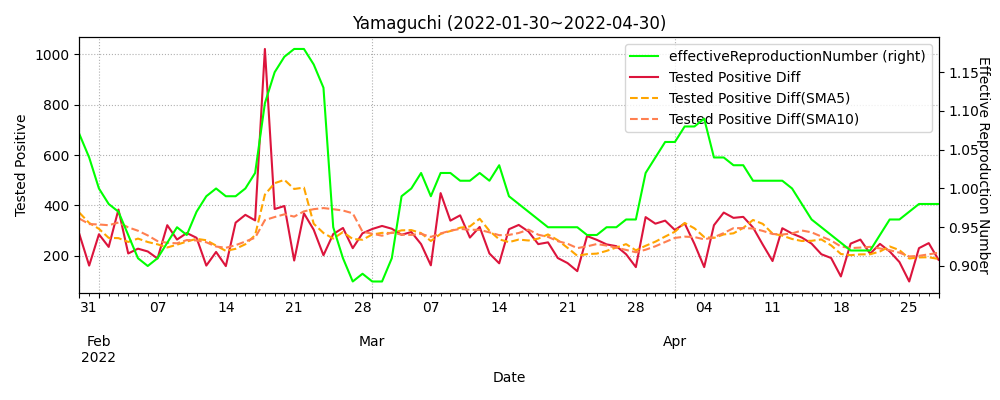 Yamaguchi (2022-01-30~2022-04-30)
effectiveReproductionNumber (right)
Tested Positive Diff
Tested Positive Diff(SMA5)
Tested Positive Diff(SMA10)
Tested Positive
1000
800
600
400
200
Effective Reproduction Number
1.15
1.10
1.05
1.00
0.95
0.90
31 07 14 21 28 07 14 21 28 04 11 18 25
Feb Mar Apr
2022
Date